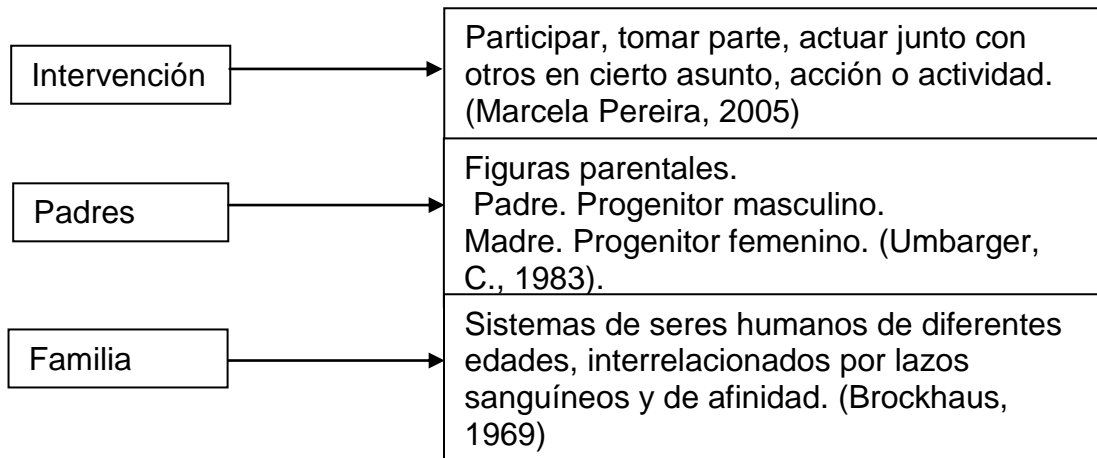 Intervención
Participar, tomar parte, actuar junto con
otros en cierto asunto, acción o actividad.
(Marcela Pereira, 2005)
Padres
Figuras parentales.
Padre. Progenitor masculino.
Madre. Progenitor femenino. (Umbarger,
C., 1983).
Familia
Sistemas de seres humanos de diferentes
edades, interrelacionados por lazos
sanguíneos y de afinidad. (Brockhaus,
1969)